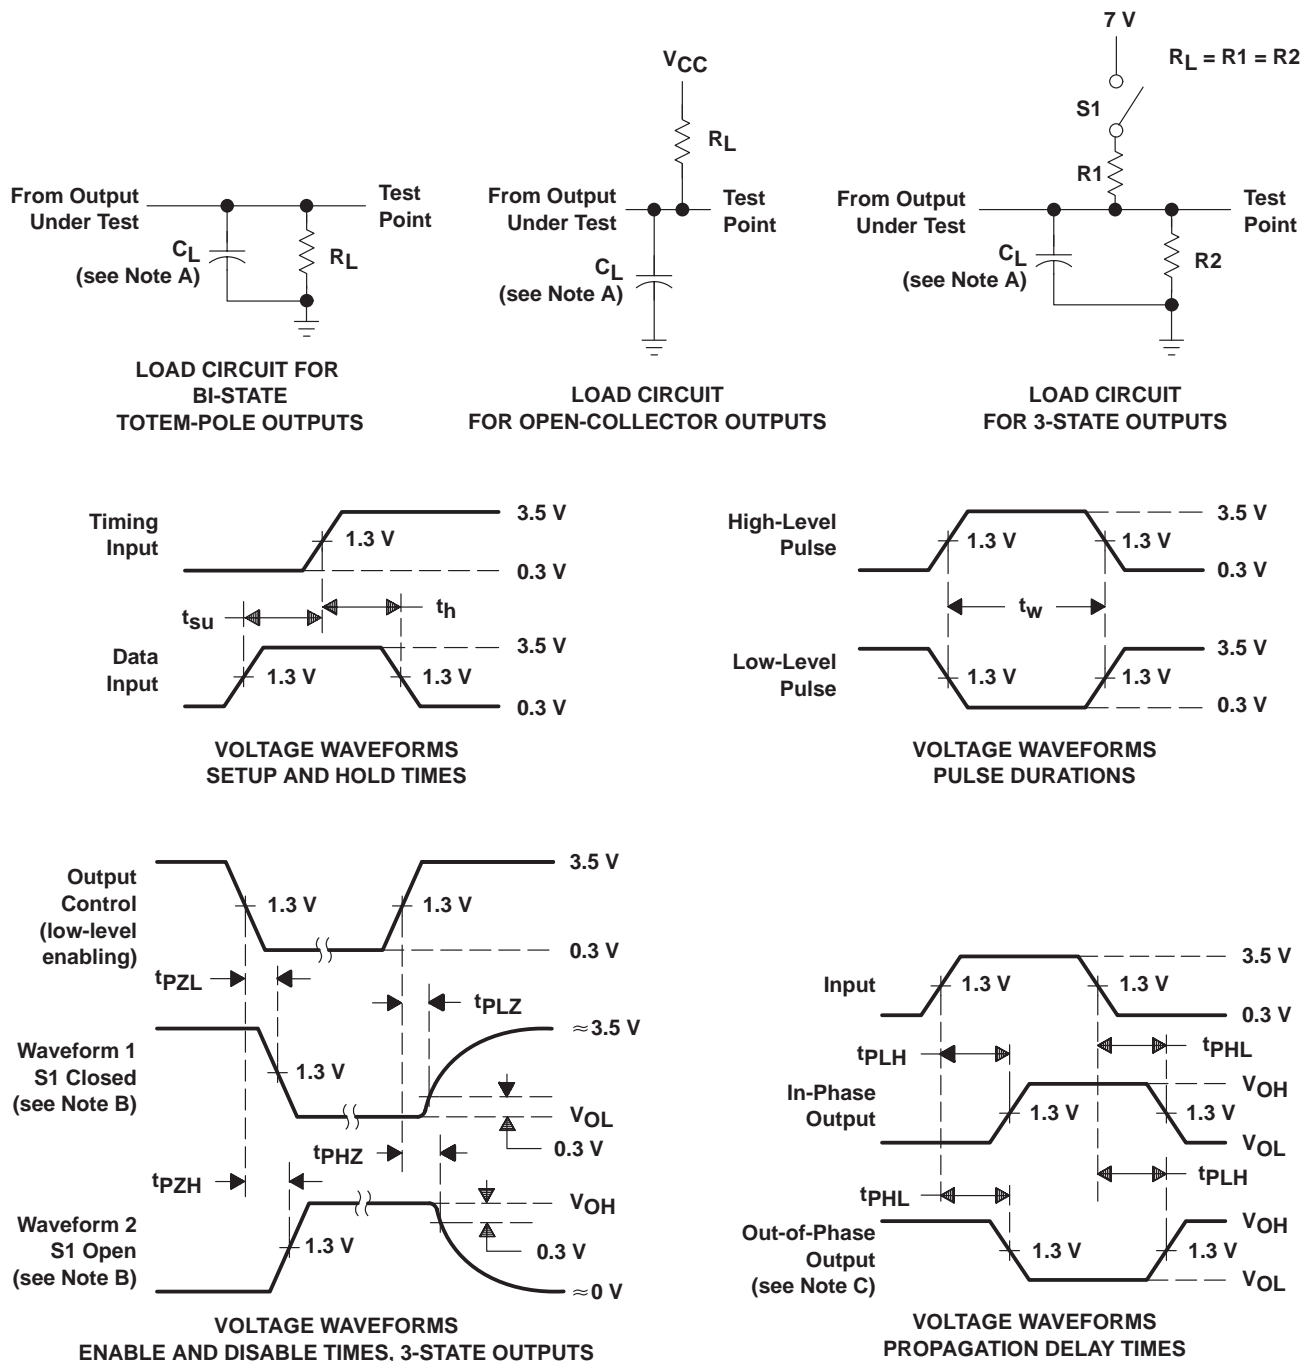 7 V
RL = R1 = R2
VCC
S1
RL
R1
From Output
Under Test
Test
Point
CL
(see Note A)
RL
From Output
Under Test
Test
Point
CL
(see Note A)
From Output
Under Test
Test
Point
CL
(see Note A)
R2
LOAD CIRCUIT FOR
BI-STATE
TOTEM-POLE OUTPUTS
LOAD CIRCUIT
FOR OPEN-COLLECTOR OUTPUTS
LOAD CIRCUIT
FOR 3-STATE OUTPUTS
Timing
Input
3.5 V
1.3 V
0.3 V
tsu
th
Data
Input
3.5 V
1.3 V
1.3 V
0.3 V
VOLTAGE WAVEFORMS
SETUP AND HOLD TIMES
High-Level
Pulse
3.5 V
1.3 V
1.3 V
0.3 V
tw
Low-Level
Pulse
3.5 V
1.3 V
1.3 V
0.3 V
VOLTAGE WAVEFORMS
PULSE DURATIONS
Output
Control
(low-level
enabling)
3.5 V
1.3 V
1.3 V
0.3 V
tPZL
tPLZ
Waveform 1
S1 Closed
(see Note B)
≈3.5 V
1.3 V
VOL
0.3 V
tPHZ
tPZH
Waveform 2
S1 Open
(see Note B)
VOH
1.3 V
0.3 V
≈0 V
VOLTAGE WAVEFORMS
ENABLE AND DISABLE TIMES, 3-STATE OUTPUTS
Input
3.5 V
1.3 V
1.3 V
0.3 V
tPLH
tPHL
In-Phase
Output
VOH
1.3 V
1.3 V
VOL
tPHL
tPLH
Out-of-Phase
Output
(see Note C)
VOH
1.3 V
1.3 V
VOL
VOLTAGE WAVEFORMS
PROPAGATION DELAY TIMES